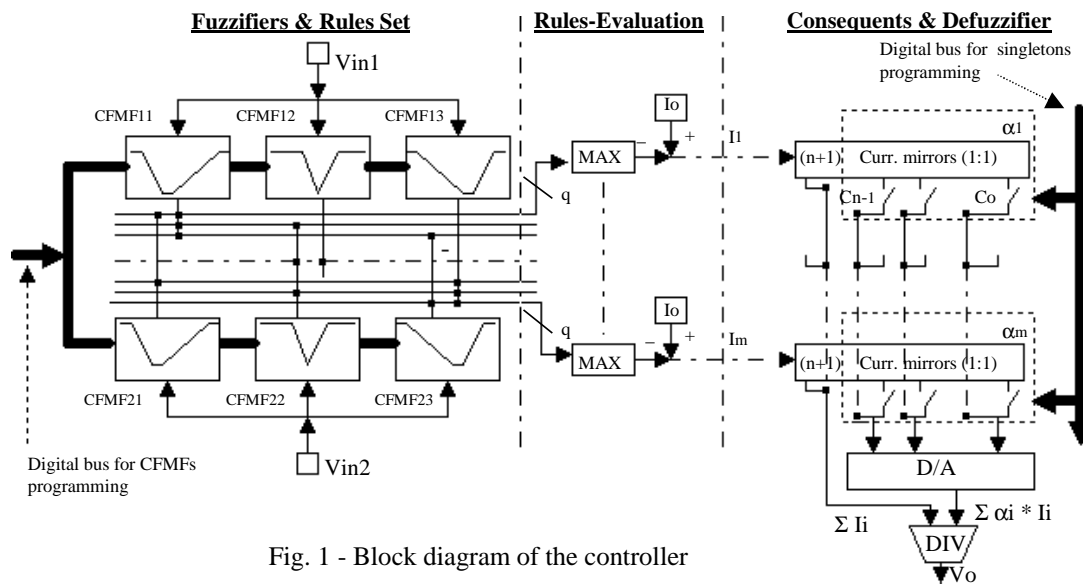 Fuzzifiers & Rules Set
Rules-Evaluation
Consequents & Defuzzifier
Digital bus for singletons
programming
Vin1
CFMF11
CFMF12
CFMF13
Io
MAX
−
+
I1
q
α1
(n+1)
Curr. mirrors (1:1)
Cn-1
Co
-
Io
q
MAX
−
+
Im
αm
(n+1)
Curr. mirrors (1:1)
CFMF21
CFMF22
CFMF23
Vin2
Digital bus for CFMFs
programming
D/A
Σ Ii
Σ αi * Ii
DIV
Vo
Fig. 1 - Block diagram of the controller